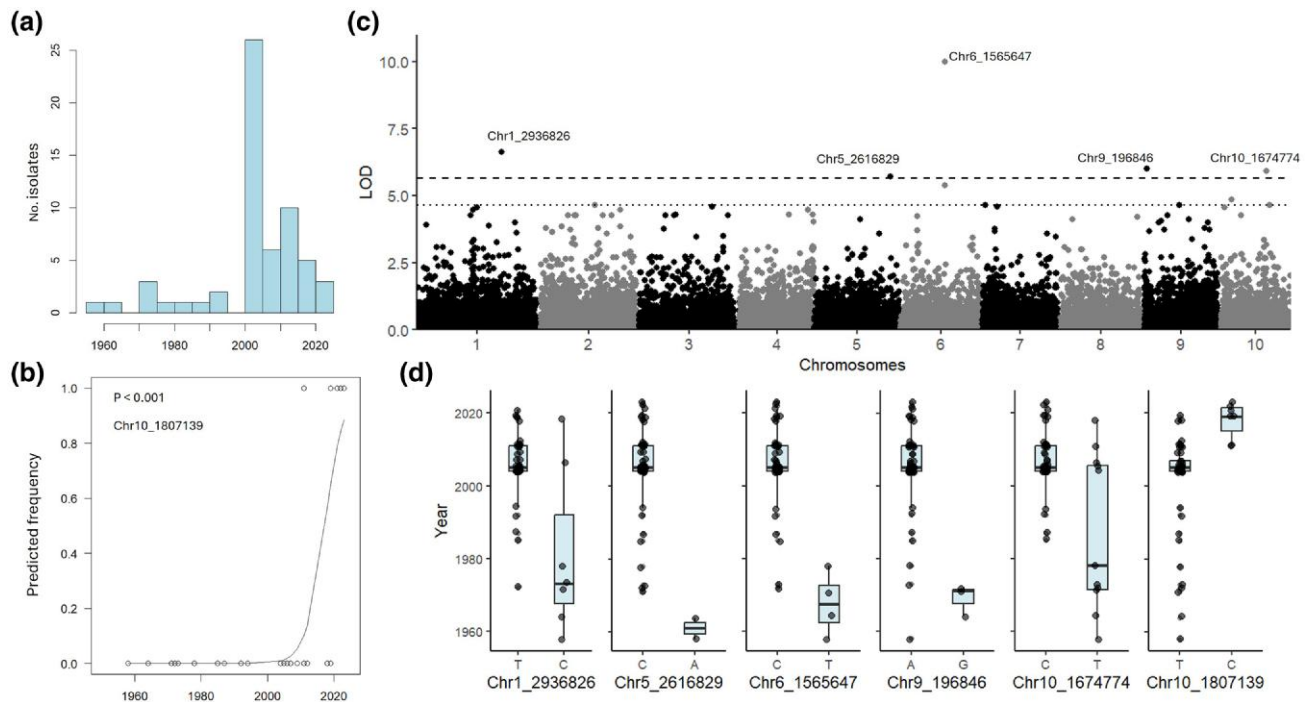 (a)
No. isolates
25
20
15
10
5
0
1960 1980 2000 2020
(b)
Predicted frequency
1.0
0.8
0.6
0.4
0.2
0.0
P < 0.001
Chr10_1807139
1960 1980 2000 2020
(c)
LOD
10.0
7.5
5.0
2.5
0.0
Chr1_2936826
Chr5_2616829
Chr6_1565647
Chr9_196846
Chr10_1674774
1 2 3 4 5 6 7 8 9 10
Chromosomes
(d)
Year
2020
2000
1980
1960
T C C A C T A G C T T C
Chr1_2936826 Chr5_2616829 Chr6_1565647 Chr9_196846 Chr10_1674774 Chr10_1807139